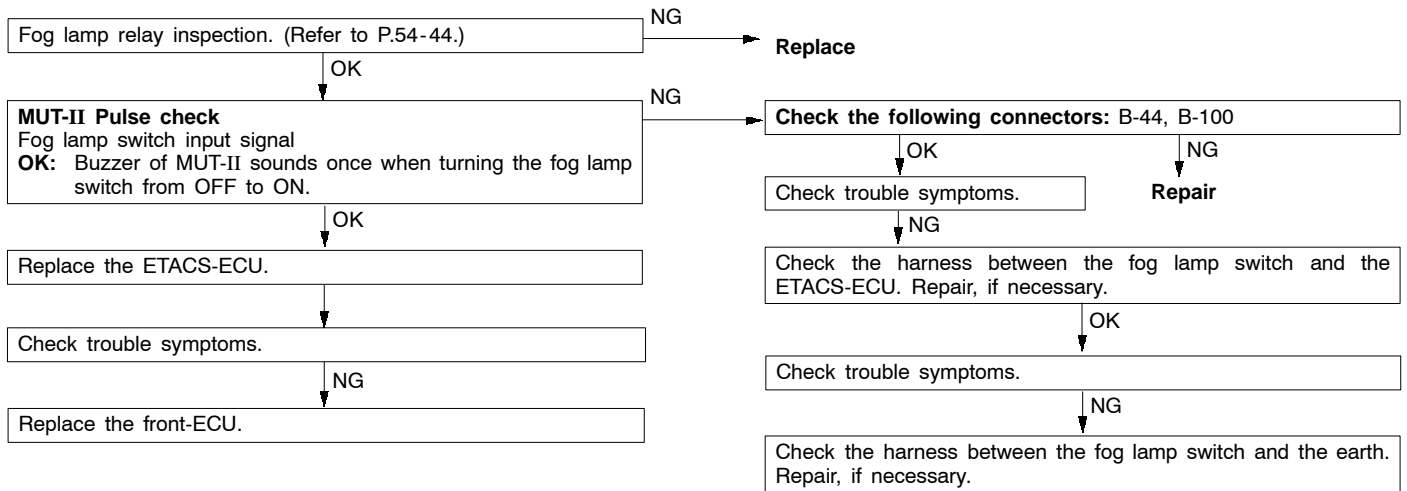 Fog lamp relay inspection. (Refer to P.54-44.)
NG
Replace
OK
MUT-II Pulse check
Fog lamp switch input signal
OK: Buzzer of MUT-II sounds once when turning the fog lamp
switch from OFF to ON.
NG
Check the following connectors: B-44, B-100
OK
NG
Check trouble symptoms.
Repair
NG
Check the harness between the fog lamp switch and the
ETACS-ECU. Repair, if necessary.
OK
Check trouble symptoms.
NG
Check the harness between the fog lamp switch and the earth.
Repair, if necessary.
OK
Replace the ETACS-ECU.
Check trouble symptoms.
NG
Replace the front-ECU.